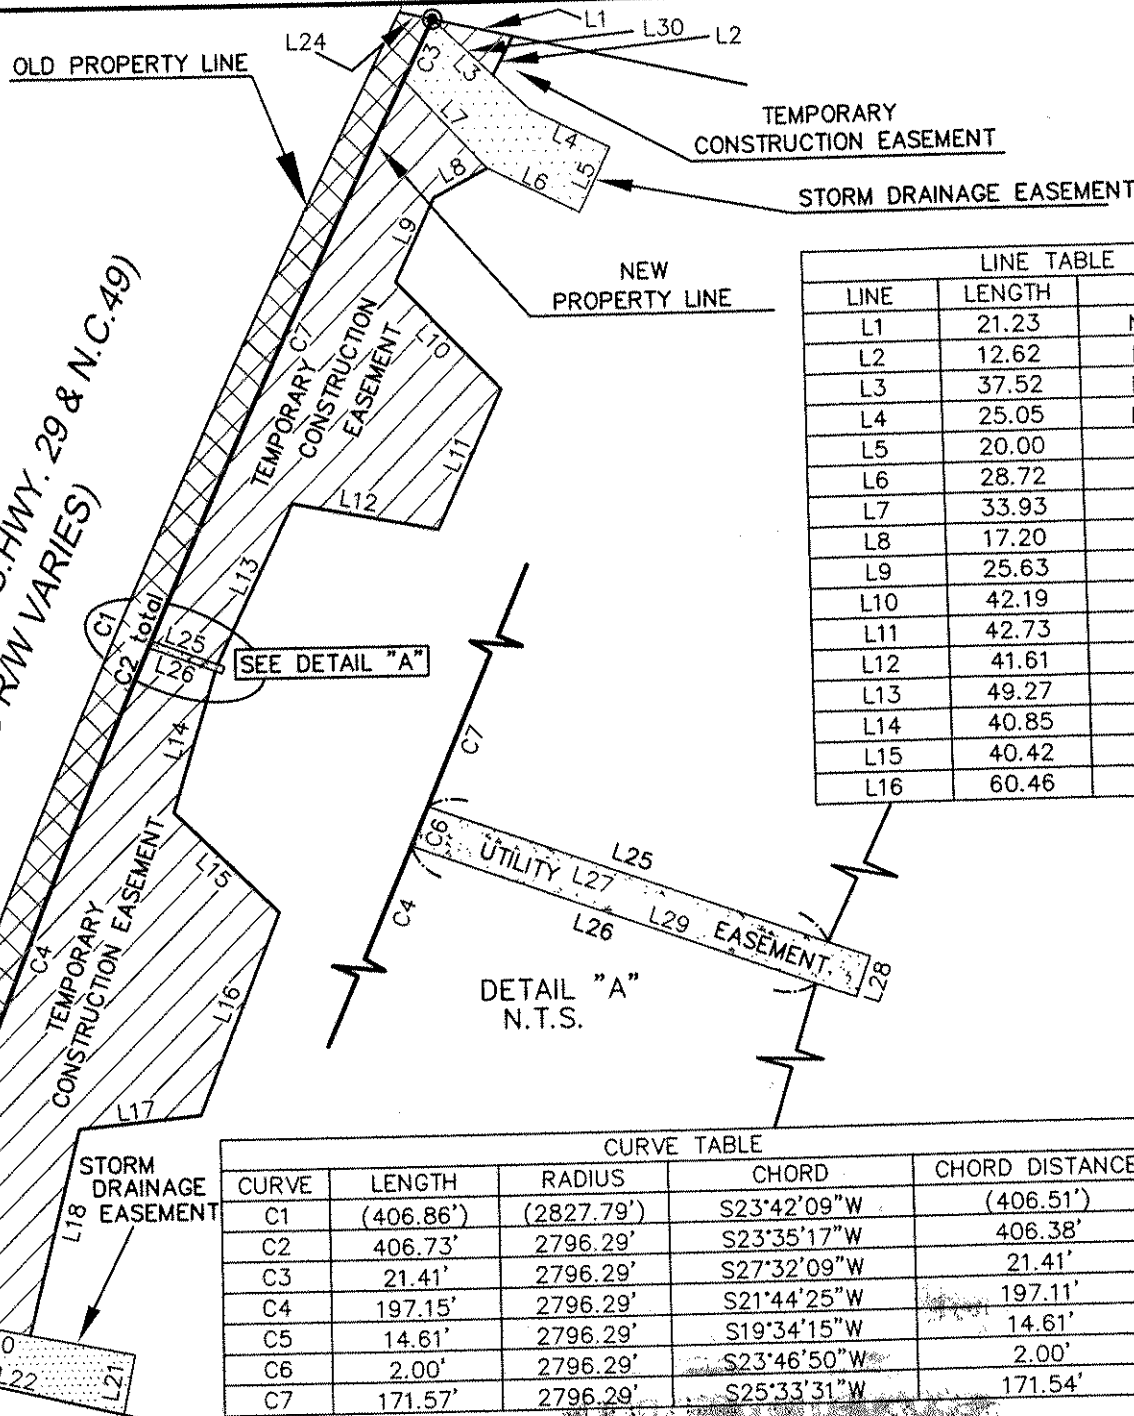 L24
L1
L30
L2
OLD PROPERTY LINE
C3
L3
L7
L4
L5
L6
L8
L9
TEMPORARY
CONSTRUCTION EASEMENT
STORM DRAINAGE EASEMENT
NEW
PROPERTY LINE
HWY. 29 & N.C.49)
R/W VARIES)
C7
TEMPORARY
CONSTRUCTION
EASEMENT
L10
L11
L12
L13
C1
C2 total
L25
L26
SEE DETAIL "A"
L14
L15
L16
C4
TEMPORARY
CONSTRUCTION EASEMENT
L17
L18
STORM
DRAINAGE
EASEMENT
L22
L21
C7
C6
C4
UTILITY L27
L25
L29 EASEMENT
L26
L28
DETAIL "A"
N.T.S.
LINE TABLE
LINE LENGTH
L1 21.23
L2 12.62
L3 37.52
L4 25.05
L5 20.00
L6 28.72
L7 33.93
L8 17.20
L9 25.63
L10 42.19
L11 42.73
L12 41.61
L13 49.27
L14 40.85
L15 40.42
L16 60.46
CURVE TABLE
CURVE LENGTH RADIUS CHORD CHORD DISTANCE
C1 (406.86') (2827.79') S23°42'09"W (406.51')
C2 406.73' 2796.29' S23°35'17"W 406.38'
C3 21.41' 2796.29' S27°32'09"W 21.41'
C4 197.15' 2796.29' S21°44'25"W 197.11'
C5 14.61' 2796.29' S19°34'15"W 14.61'
C6 2.00' 2796.29' S23°46'50"W 2.00'
C7 171.57' 2796.29' S25°33'31"W 171.54'